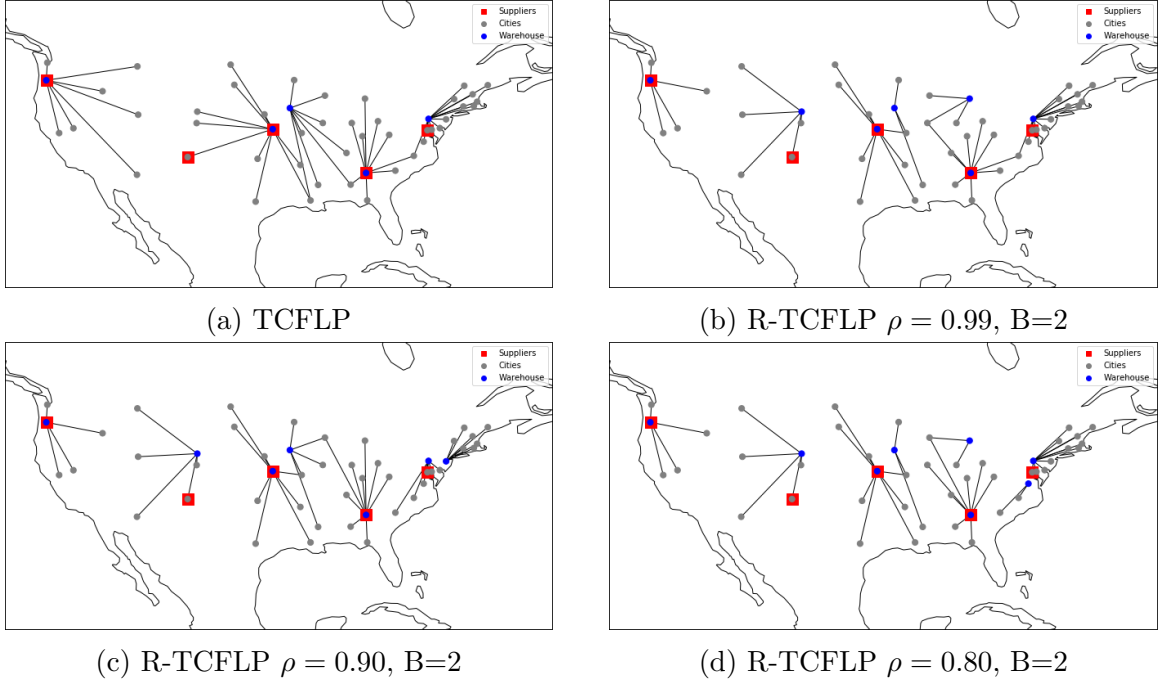 Suppliers
Cities
Warehouse
(a) TCFLP
Suppliers
Cities
Warehouse
(b) R-TCFLP ρ = 0.99, B=2
Suppliers
Cities
Warehouse
(c) R-TCFLP ρ = 0.90, B=2
Suppliers
Cities
Warehouse
(d) R-TCFLP ρ = 0.80, B=2